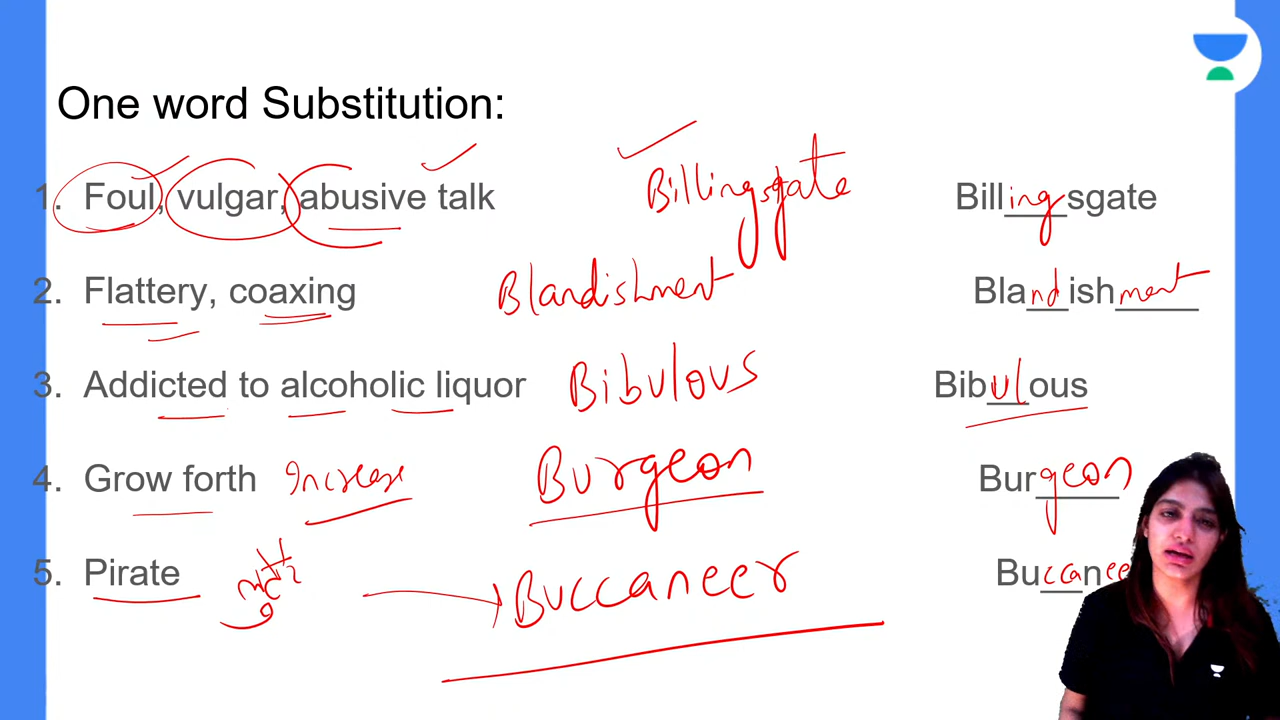 One word Substitution:
1. Foul, vulgar, abusive talk Billingsgate Billingsgate
2. Flattery, coaxing Blandishment Blandishment
3. Addicted to alcoholic liquor Bibulous Bibulous
4. Grow forth Increase Burgeon Burgeon
5. Pirate Buccaneer Buccanee